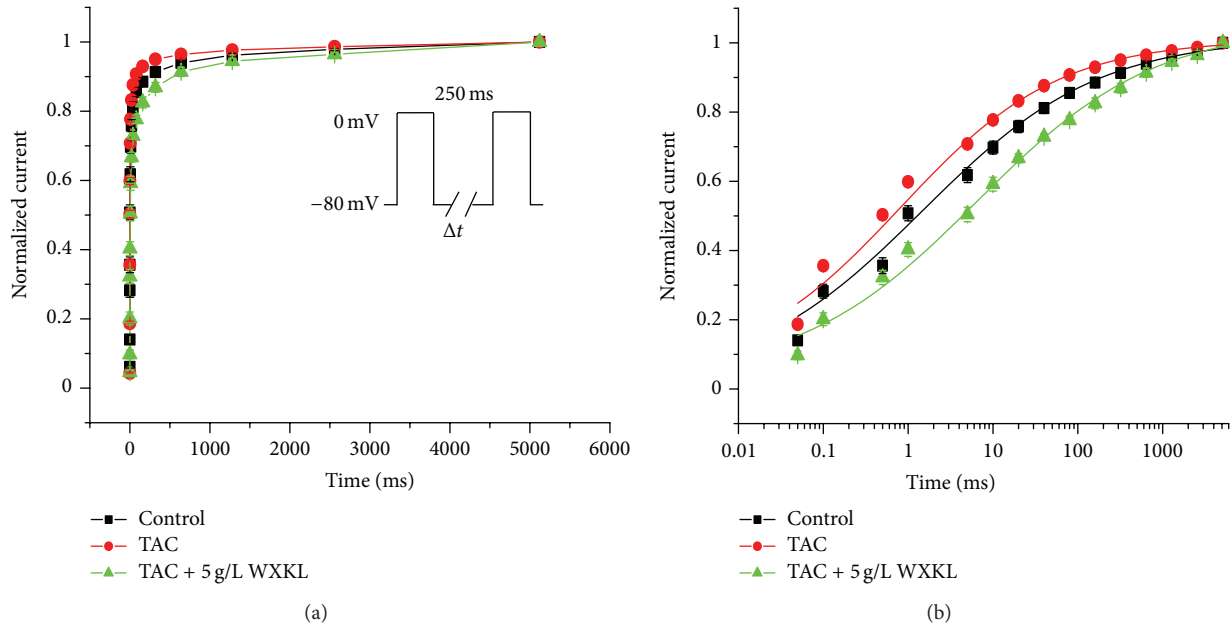 1
0.8
0.6
0.4
0.2
0
Normalized current
0
1000
2000
3000
4000
5000
6000
Time (ms)
250 ms
0 mV
−80 mV
Δt
Control
TAC
TAC + 5 g/L WXKL
(a)
1
0.8
0.6
0.4
0.2
0
Normalized current
0.01
0.1
1
10
100
1000
Time (ms)
Control
TAC
TAC + 5 g/L WXKL
(b)